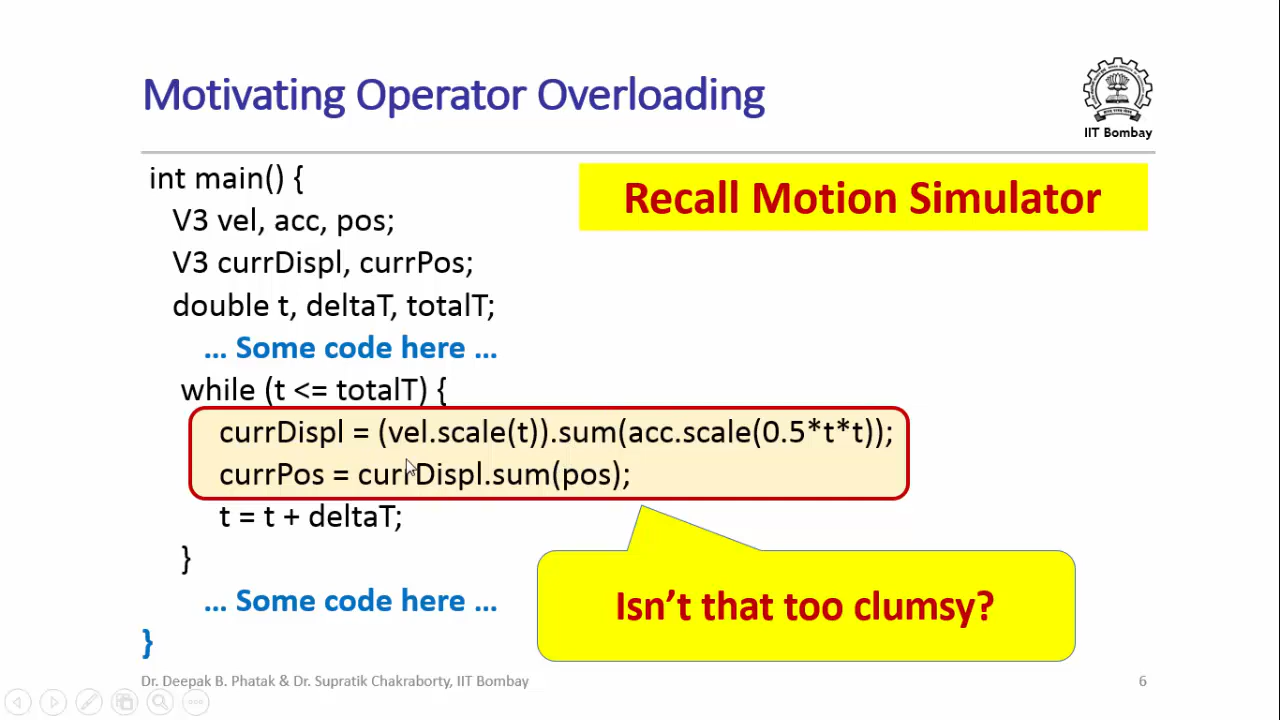 Motivating Operator Overloading
IIT Bombay
int main() {
Recall Motion Simulator
V3 vel, acc, pos;
V3 currDispl, currPos;
double t, deltaT, totalT;
... Some code here ...
while (t <= totalT) {
currDispl = (vel.scale(t)).sum(acc.scale(0.5*t*t));
currPos = currDispl.sum(pos);
t = t + deltaT;
}
Isn't that too clumsy?
... Some code here ...
}
Dr. Deepak B. Phatak & Dr. Supratik Chakraborty, IIT Bombay
6